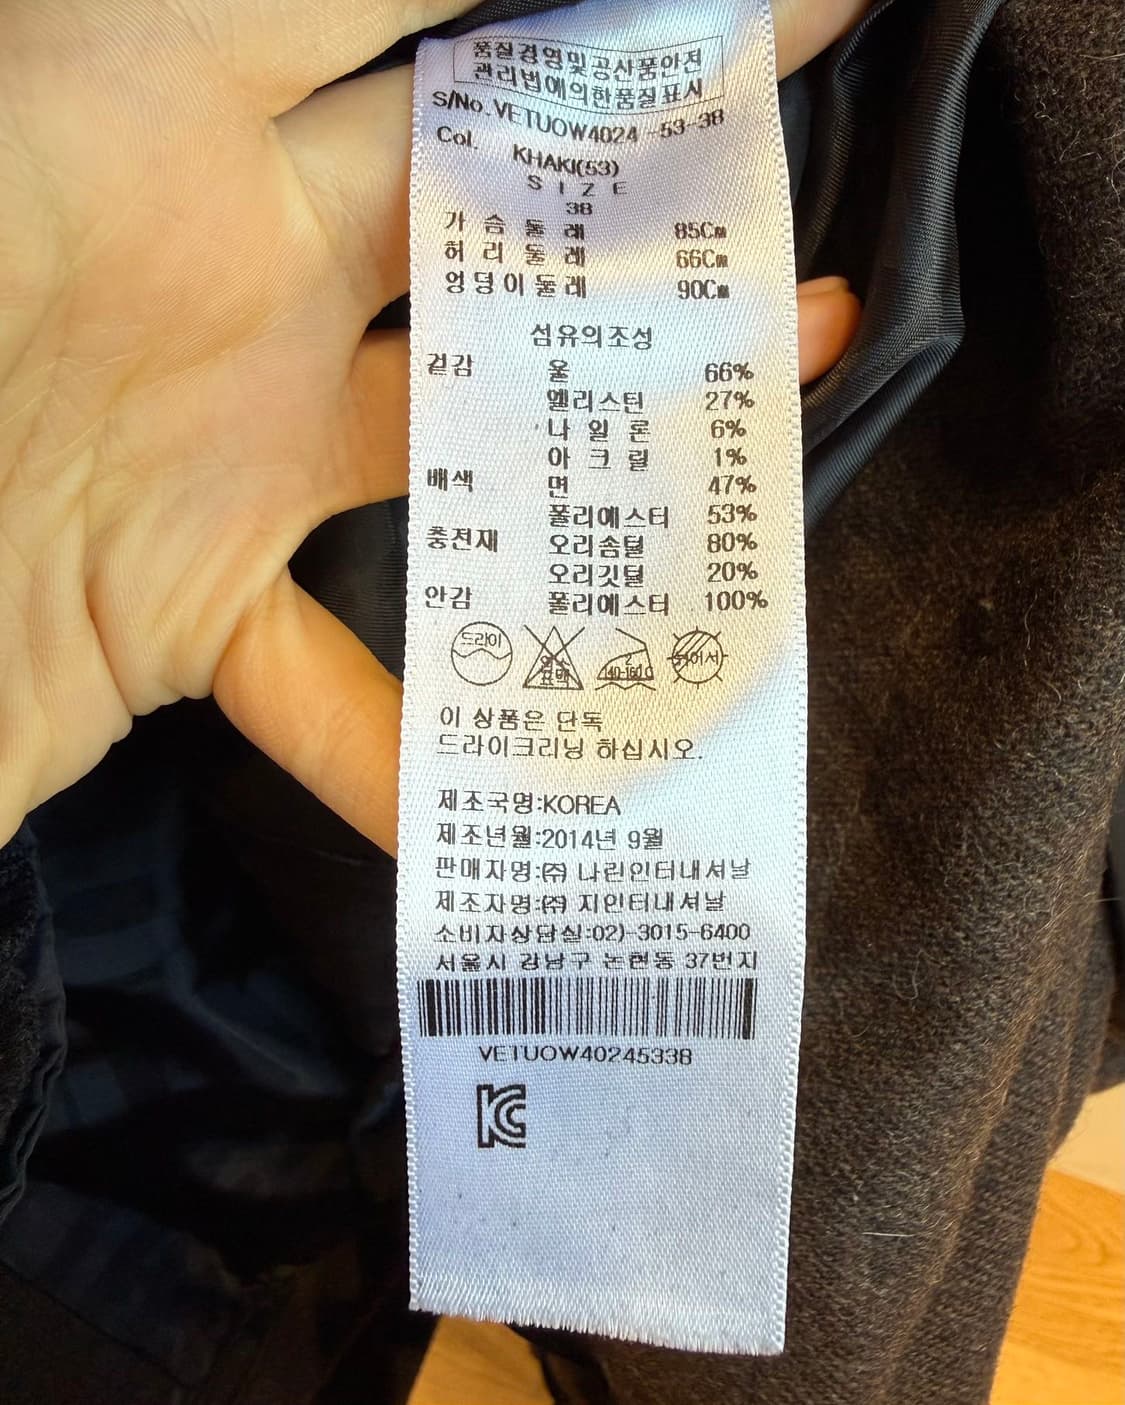 품질경영및공산품안전
관리법에의한품질표시
S/No.VETUOW4024-53-38
Col. KHAKI(53)
SIZE
38
가슴둘레 85Cm
허리둘레 66Cm
엉덩이둘레 90Cm
섬유의조성
겉감 울 66%
엘리스틴 27%
나일론 6%
아크릴 1%
배색 면 47%
폴리에스터 53%
충전재 오리솜털 80%
오리깃털 20%
안감 폴리에스터 100%
드라이 염소 표백 2 140-160℃
이 상품은 단독
드라이크리닝 하십시오.
제조국명:KOREA
제조년월:2014년 9월
판매자명:㈜ 나린인터내셔날
제조자명:㈜ 지인터내셔날
소비자상담실:02)-3015-6400
서울시 강남구 논현동 37번지
VETUOW40245338
KC